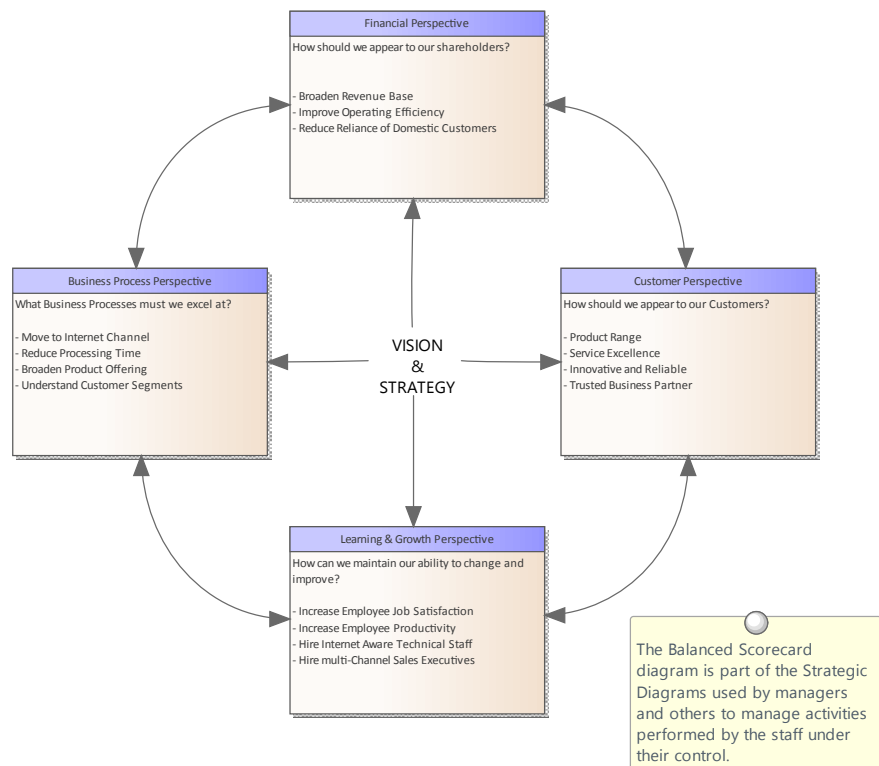 Financial Perspective
How should we appear to our shareholders?
- Broaden Revenue Base
- Improve Operating Efficiency
- Reduce Reliance of Domestic Customers
Business Process Perspective
What Business Processes must we excel at?
- Move to Internet Channel
- Reduce Processing Time
- Broaden Product Offering
- Understand Customer Segments
VISION
&
STRATEGY
Customer Perspective
How should we appear to our Customers?
- Product Range
- Service Excellence
- Innovative and Reliable
- Trusted Business Partner
Learning & Growth Perspective
How can we maintain our ability to change and
improve?
- Increase Employee Job Satisfaction
- Increase Employee Productivity
- Hire Internet Aware Technical Staff
- Hire multi-Channel Sales Executives
The Balanced Scorecard
diagram is part of the Strategic
Diagrams used by managers
and others to manage activities
performed by the staff under
their control.